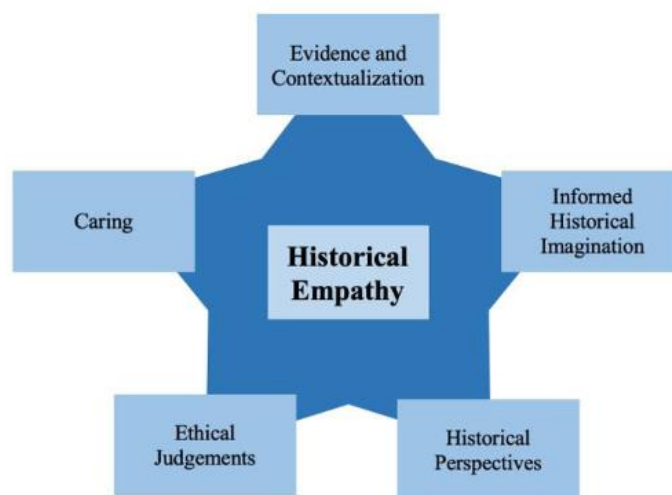 Evidence and
Contextualization
Caring
Informed
Historical
Imagination
Historical
Empathy
Ethical
Judgements
Historical
Perspectives